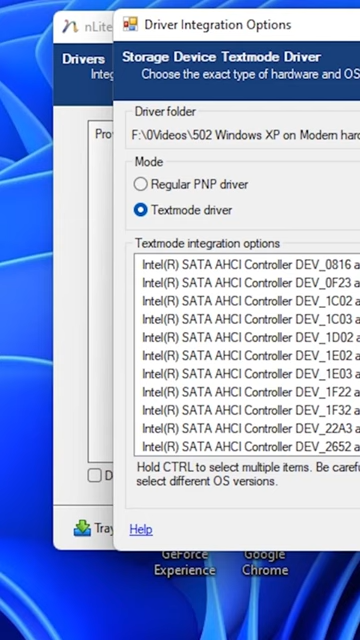 nLite
Driver Integration Options
Drivers
Integ
Storage Device Textmode Driver
Choose the exact type of hardware and OS
Driver folder
F:\0Videos\502 Windows XP on Modern hard
Mode
Regular PNP driver
Textmode driver
Textmode integration options
Intel(R) SATA AHCI Controller DEV_0816 a
Intel(R) SATA AHCI Controller DEV_0F23 a
Intel(R) SATA AHCI Controller DEV_1C02 a
Intel(R) SATA AHCI Controller DEV_1C03 a
Intel(R) SATA AHCI Controller DEV_1D02 a
Intel(R) SATA AHCI Controller DEV_1E02 a
Intel(R) SATA AHCI Controller DEV_1E03 a
Intel(R) SATA AHCI Controller DEV_1F22 a
Intel(R) SATA AHCI Controller DEV_1F32 a
Intel(R) SATA AHCI Controller DEV_22A3 a
Intel(R) SATA AHCI Controller DEV_2652 a
Hold CTRL to select multiple items. Be carefu
select different OS versions.
Prov
D
Tray
Help
GeForce
Experience
Google
Chrome